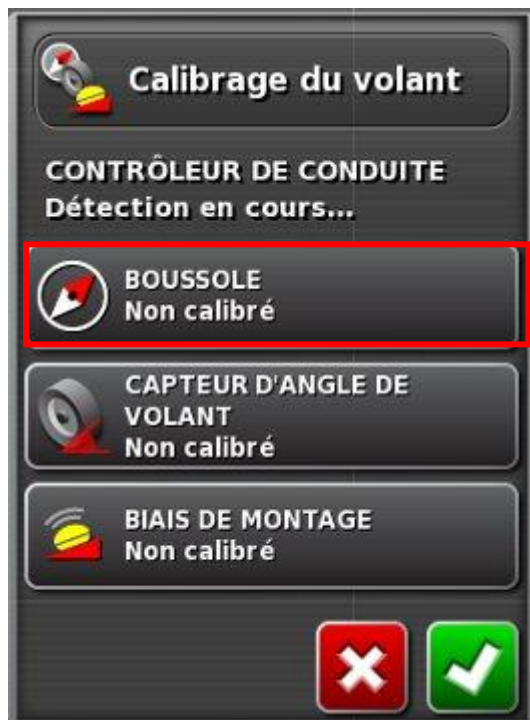 Calibrage du volant
CONTRÔLEUR DE CONDUITE
Détection en cours...
BOUSSOLE
Non calibré
CAPTEUR D'ANGLE DE
VOLANT
Non calibré
BIAIS DE MONTAGE
Non calibré